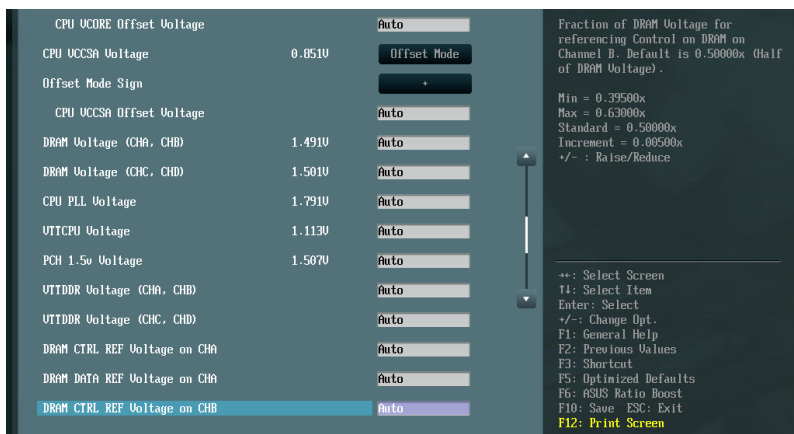 CPU VCORE Offset Voltage Auto
CPU VCCSA Voltage 0.851V Offset Mode
Offset Mode Sign +
CPU VCCSA Offset Voltage Auto
DRAM Voltage (CHA, CHB) 1.491V Auto
DRAM Voltage (CHC, CHD) 1.501V Auto
CPU PLL Voltage 1.791V Auto
VTTCPU Voltage 1.113V Auto
PCH 1.5v Voltage 1.507V Auto
VTTDDR Voltage (CHA, CHB) Auto
VTTDDR Voltage (CHC, CHD) Auto
DRAM CTRL REF Voltage on CHA Auto
DRAM DATA REF Voltage on CHA Auto
DRAM CTRL REF Voltage on CHB Auto
Fraction of DRAM Voltage for
referencing Control on DRAM on
Channel B. Default is 0.50000x (Half
of DRAM Voltage).
Min = 0.39500x
Max = 0.63000x
Standard = 0.50000x
Increment = 0.00500x
+/- : Raise/Reduce
→←: Select Screen
↑↓: Select Item
Enter: Select
+/-: Change Opt.
F1: General Help
F2: Previous Values
F3: Shortcut
F5: Optimized Defaults
F6: ASUS Ratio Boost
F10: Save ESC: Exit
F12: Print Screen